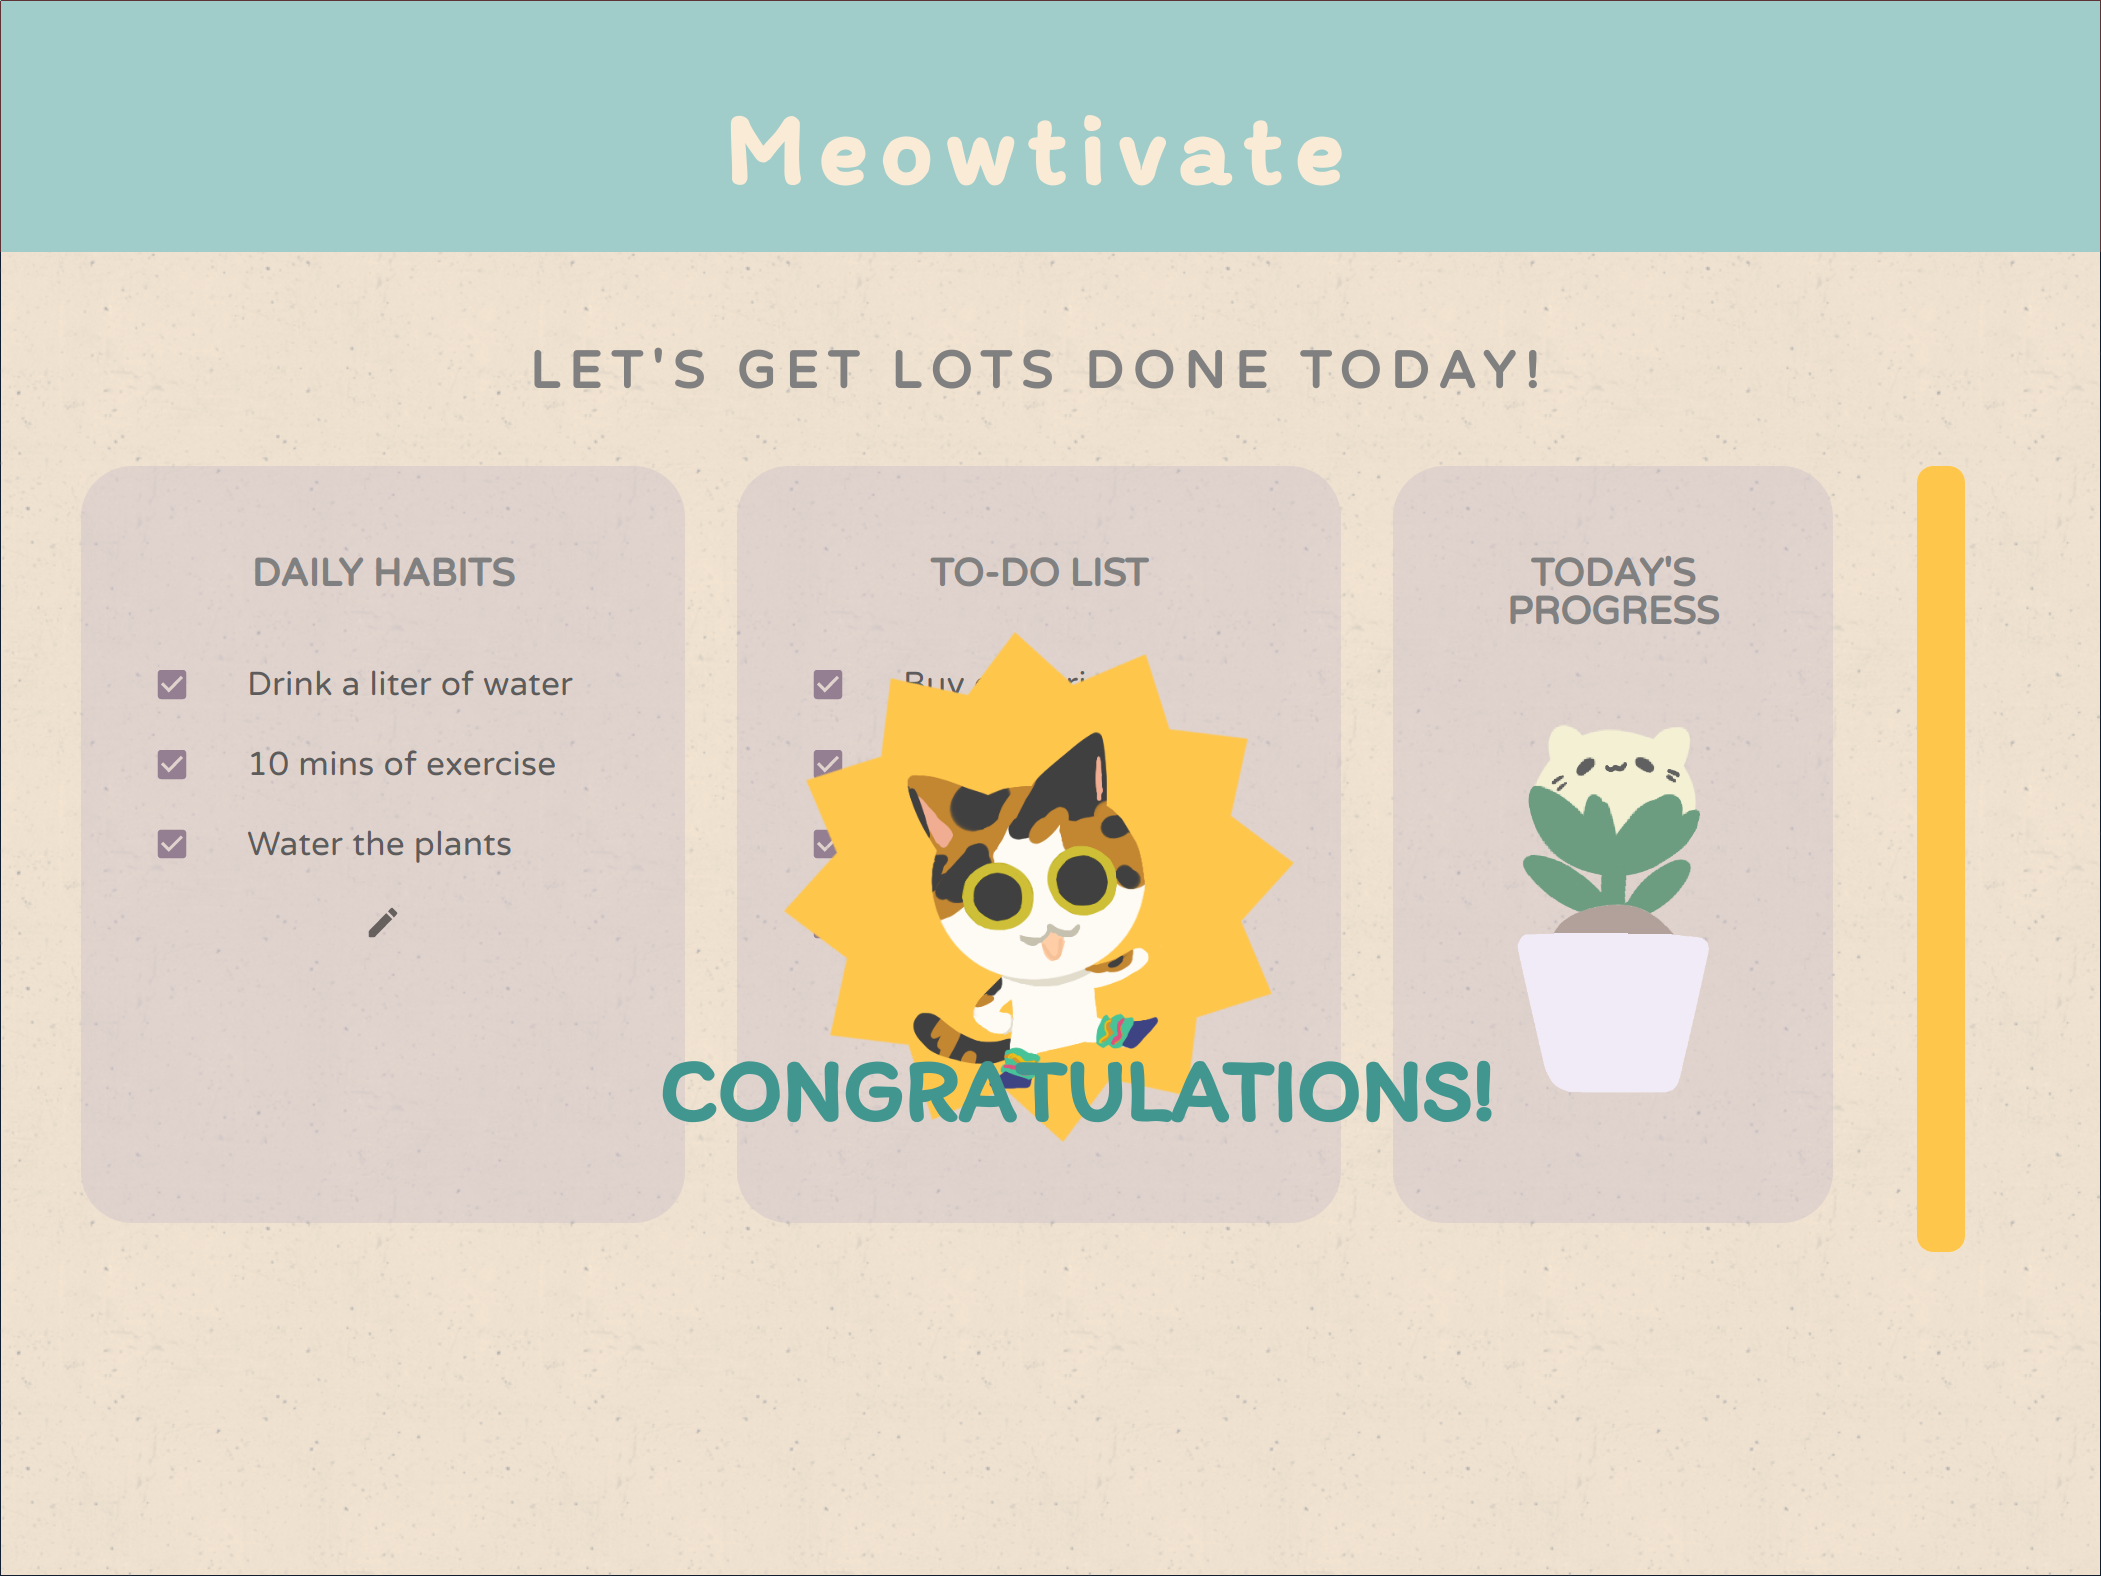 Meowtivate
LET'S GET LOTS DONE TODAY!
DAILY HABITS
Drink a liter of water
10 mins of exercise
Water the plants
TO-DO LIST
Buy
TODAY'S
PROGRESS
CONGRATULATIONS!